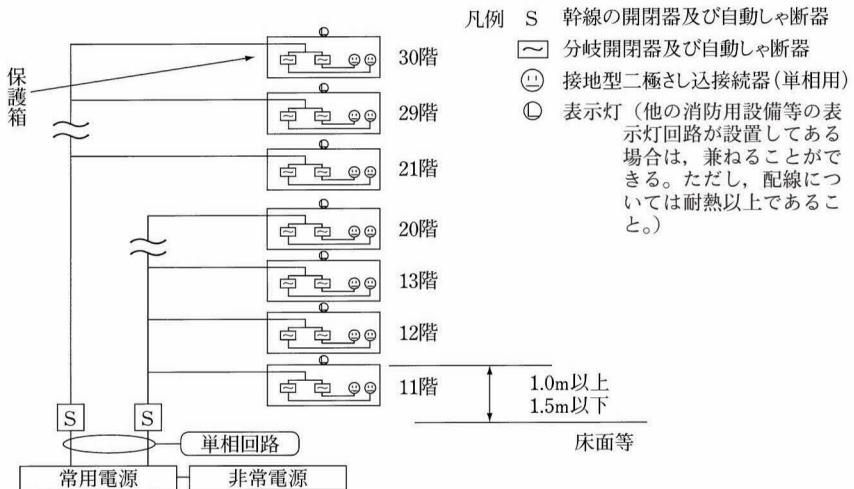 凡例 S 幹線の開閉器及び自動しゃ断器
分岐開閉器及び自動しゃ断器
接地型二極さし込接続器(単相用)
Ⓛ 表示灯(他の消防用設備等の表
示灯回路が設置してある
場合は，兼ねることがで
きる。ただし，配線につ
いては耐熱以上であるこ
と。)
保護箱
L
30階
L
29階
L
21階
L
20階
13階
L
12階
L
11階
L
1.0m以上
1.5m以下
床面等
S
S
単相回路
常用電源
非常電源